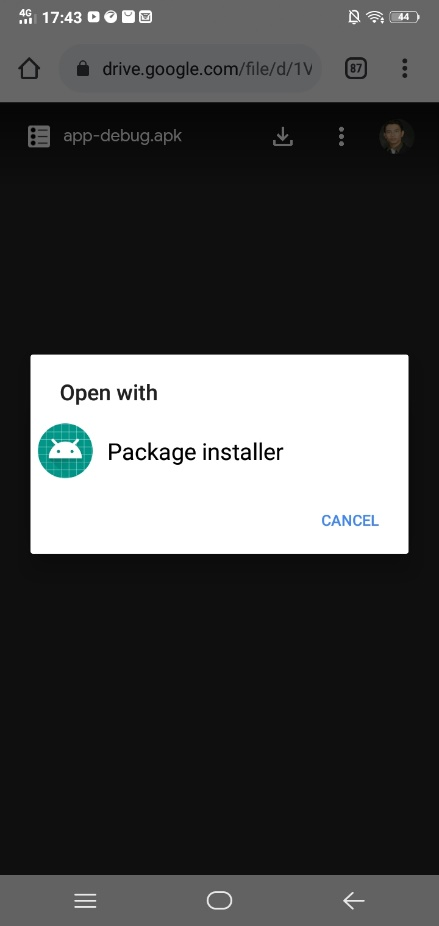 4G 17:43 44
drive.google.com/file/d/1V 87
app-debug.apk
Open with
Package installer
CANCEL